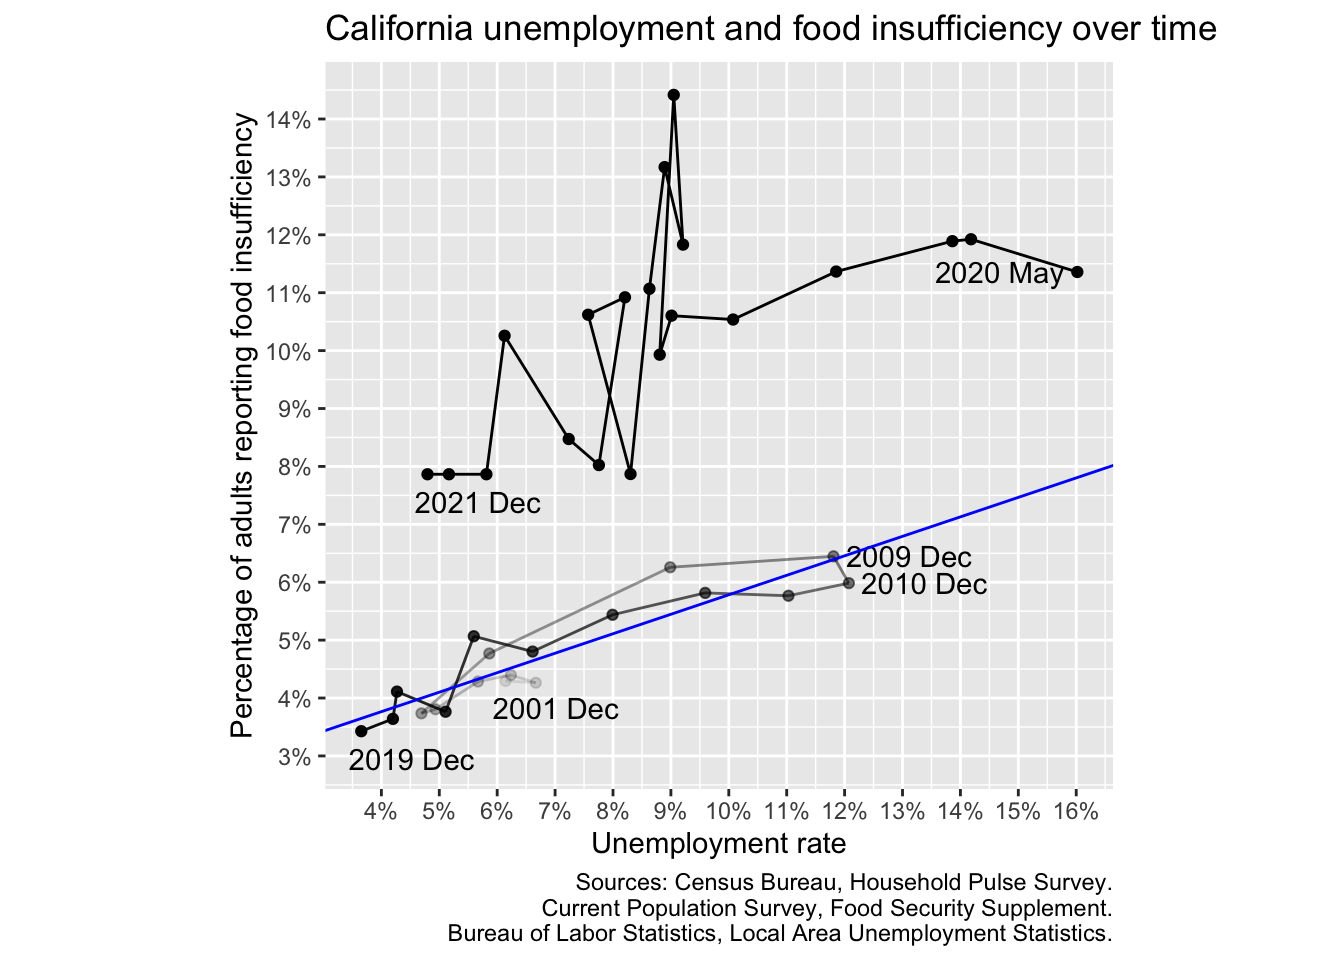 California unemployment and food insufficiency over time
Percentage of adults reporting food insufficiency
14%
13%
12%
11%
10%
9%
8%
7%
6%
5%
4%
3%
2020 May
2021 Dec
2009 Dec
2010 Dec
2001 Dec
2019 Dec
4% 5% 6% 7% 8% 9% 10% 11% 12% 13% 14% 15% 16%
Unemployment rate
Sources: Census Bureau, Household Pulse Survey.
Current Population Survey, Food Security Supplement.
Bureau of Labor Statistics, Local Area Unemployment Statistics.